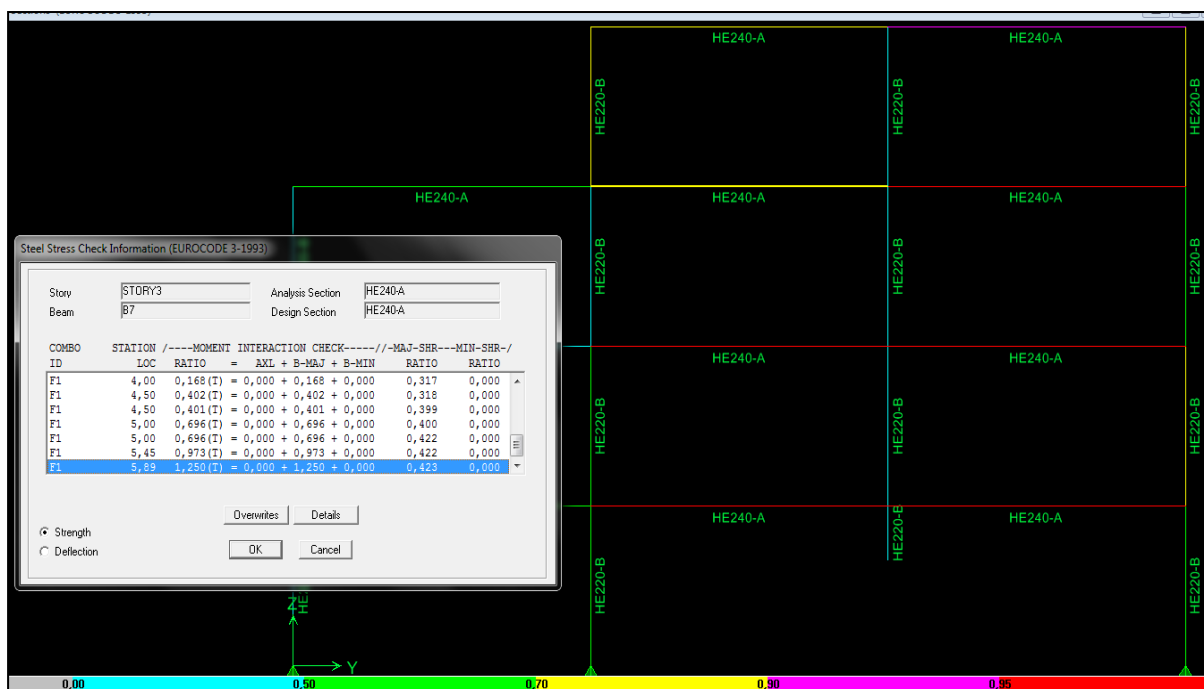 (EUROCODE 3-1993)
HE240-A
HE240-A
HE220-B
HE220-B
HE220-B
HE240-A
HE240-A
HE240-A
Steel Stress Check Information (EUROCODE 3-1993)
Story STORY3 Analysis Section HE240-A
Beam B7 Design Section HE240-A
COMBO STATION /----MOMENT INTERACTION CHECK-----//-MAJ-SHR---MIN-SHR-/
ID LOC RATIO = AXL + B-MAJ + B-MIN RATIO RATIO
F1 4,00 0,168(T) = 0,000 + 0,168 + 0,000 0,317 0,000
F1 4,50 0,402(T) = 0,000 + 0,402 + 0,000 0,318 0,000
F1 4,50 0,401(T) = 0,000 + 0,401 + 0,000 0,399 0,000
F1 5,00 0,696(T) = 0,000 + 0,696 + 0,000 0,400 0,000
F1 5,00 0,696(T) = 0,000 + 0,696 + 0,000 0,422 0,000
F1 5,45 0,973(T) = 0,000 + 0,973 + 0,000 0,422 0,000
F1 5,89 1,250(T) = 0,000 + 1,250 + 0,000 0,423 0,000
Overwrites Details
Strength
Deflection
OK Cancel
HE220-B
HE220-B
HE220-B
HE240-A
HE240-A
HE220-B
HE220-B
HE220-B
HE240-A
HE240-A
HE220-B
HE220-B
HE220-B
HE
Z
Y
0,00 0,50 0,70 0,90 0,95